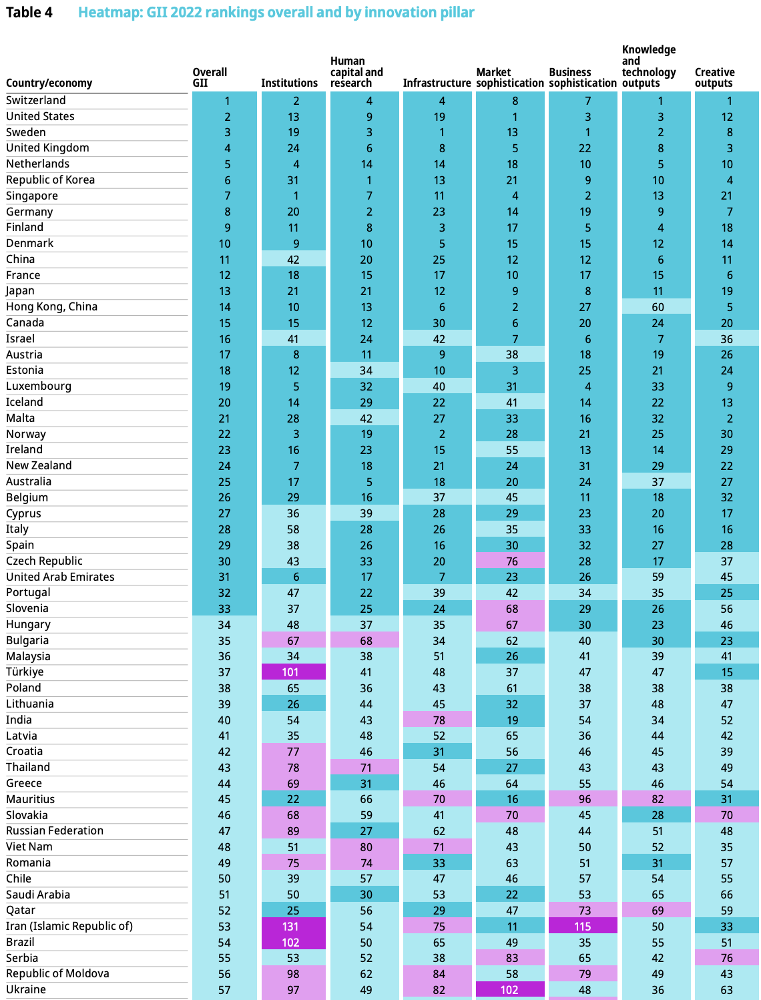 Table 4 Heatmap: GII 2022 rankings overall and by innovation pillar
Country/economy
Overall
GII
Institutions
Human
capital and
research
Infrastructure
Market
sophistication
Business
sophistication
Knowledge
and
technology
outputs
Creative
outputs
Switzerland 1 2 4 4 8 7 1 1
United States 2 13 9 19 1 3 3 12
Sweden 3 19 3 1 13 1 2 8
United Kingdom 4 24 6 8 5 22 8 3
Netherlands 5 4 14 14 18 10 5 10
Republic of Korea 6 31 1 13 21 9 10 4
Singapore 7 1 7 11 4 2 13 21
Germany 8 20 2 23 14 19 9 7
Finland 9 11 8 3 17 5 4 18
Denmark 10 9 10 5 15 15 12 14
China 11 42 20 25 12 12 6 11
France 12 18 15 17 10 17 15 6
Japan 13 21 21 12 9 8 11 19
Hong Kong, China 14 10 13 6 2 27 60 5
Canada 15 15 12 30 6 20 24 20
Israel 16 41 24 42 7 6 7 36
Austria 17 8 11 9 38 18 19 26
Estonia 18 12 34 10 3 25 21 24
Luxembourg 19 5 32 40 31 4 33 9
Iceland 20 14 29 22 41 14 22 13
Malta 21 28 42 27 33 16 32 2
Norway 22 3 19 2 28 21 25 30
Ireland 23 16 23 15 55 13 14 29
New Zealand 24 7 18 21 24 31 29 22
Australia 25 17 5 18 20 24 37 27
Belgium 26 29 16 37 45 11 18 32
Cyprus 27 36 39 28 29 23 20 17
Italy 28 58 28 26 35 33 16 16
Spain 29 38 26 16 30 32 27 28
Czech Republic 30 43 33 20 76 28 17 37
United Arab Emirates 31 6 17 7 23 26 59 45
Portugal 32 47 22 39 42 34 35 25
Slovenia 33 37 25 24 68 29 26 56
Hungary 34 48 37 35 67 30 23 46
Bulgaria 35 67 68 34 62 40 30 23
Malaysia 36 34 38 51 26 41 39 41
Türkiye 37 101 41 48 37 47 47 15
Poland 38 65 36 43 61 38 38 38
Lithuania 39 26 44 45 32 37 48 47
India 40 54 43 78 19 54 34 52
Latvia 41 35 48 52 65 36 44 42
Croatia 42 77 46 31 56 46 45 39
Thailand 43 78 71 54 27 43 43 49
Greece 44 69 31 46 64 55 46 54
Mauritius 45 22 66 70 16 96 82 31
Slovakia 46 68 59 41 70 45 28 70
Russian Federation 47 89 27 62 48 44 51 48
Viet Nam 48 51 80 71 43 50 52 35
Romania 49 75 74 33 63 51 31 57
Chile 50 39 57 47 46 57 54 55
Saudi Arabia 51 50 30 53 22 53 65 66
Qatar 52 25 56 29 47 73 69 59
Iran (Islamic Republic of) 53 131 54 75 11 115 50 33
Brazil 54 102 50 65 49 35 55 51
Serbia 55 53 52 38 83 65 42 76
Republic of Moldova 56 98 62 84 58 79 49 43
Ukraine 57 97 49 82 102 48 36 63